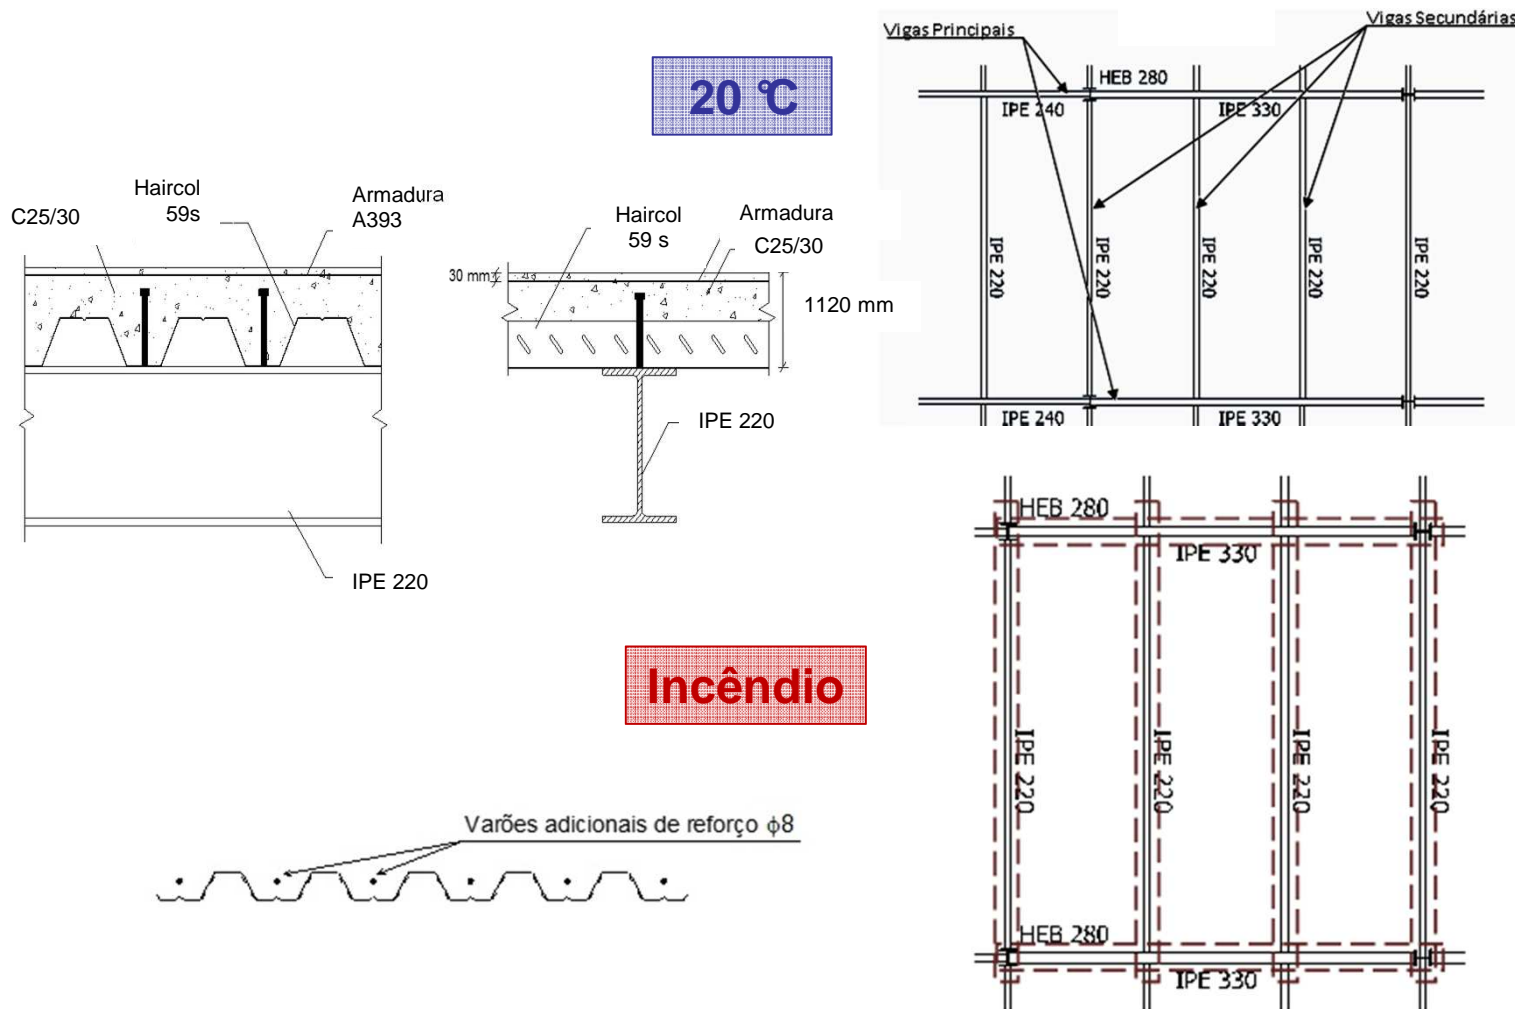 20 °C
Vigas Principais
Vigas Secundárias
HEB 280
IPE 240
IPE 330
IPE 220
IPE 220
IPE 220
IPE 220
IPE 220
IPE 240
IPE 330
C25/30
Haircol
59s
Armadura
A393
IPE 220
Haircol
59 s
Armadura
C25/30
30 mm
1120 mm
IPE 220
Incêndio
Varões adicionais de reforço ϕ8
HEB 280
IPE 330
IPE 220
IPE 220
IPE 220
IPE 220
HEB 280
IPE 330